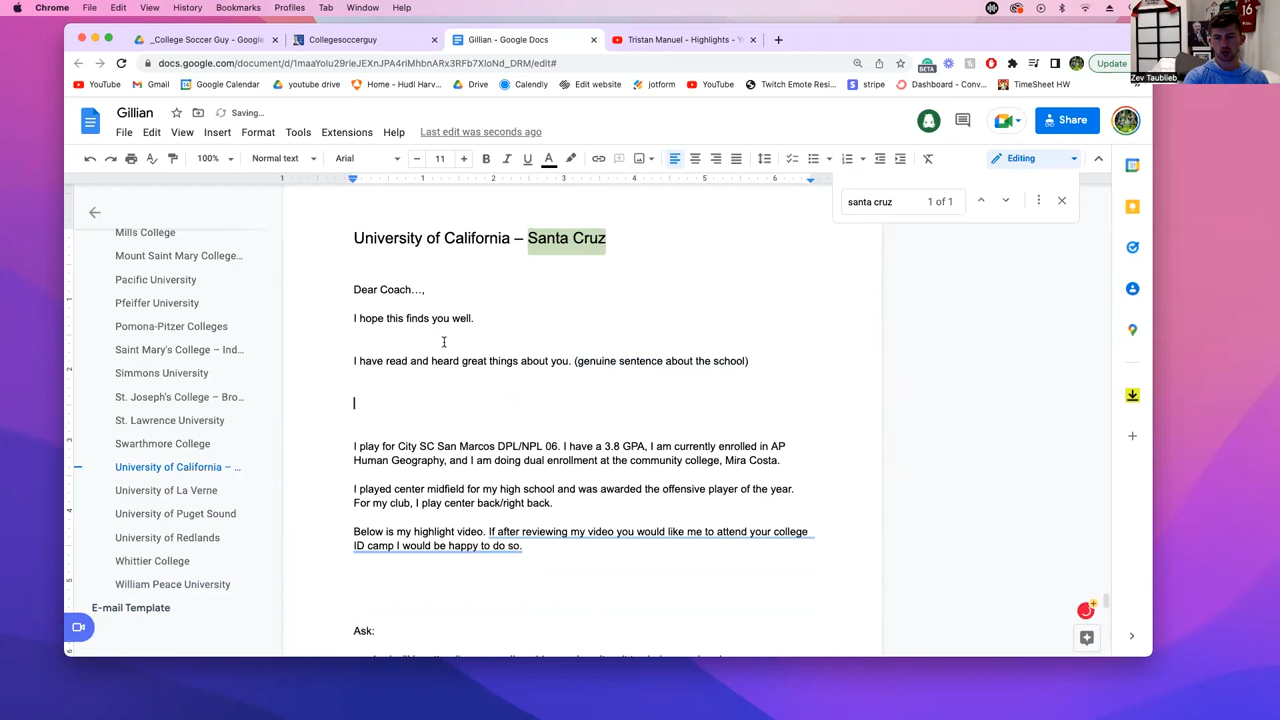 Chrome File Edit View History Bookmarks Profiles Tab Window Help
_College Soccer Guy - Google
Collegesoccerguy
Gillian - Google Docs
Tristan Manuel - Highlights - Y
docs.google.com/document/d/1maaYolu29rieJEXnJPA4riMhbnARx3RFb7XloNd_DRM/edit#
BETA
Update
YouTube Gmail Google Calendar youtube drive Home – Hudl Harv... Drive Calendly Edit website jotform YouTube Twitch Emote Resi... Dashboard – Conv... stripe TimeSheet HW
Zev Taublieb
Gillian
Saving...
File Edit View Insert Format Tools Extensions Help Last edit was seconds ago
Share
100% Normal text Arial 11 Editing
santa cruz 1 of 1
Mills College
Mount Saint Mary College...
Pacific University
Pfeiffer University
Pomona-Pitzer Colleges
Saint Mary's College – Ind...
Simmons University
St. Joseph's College – Bro...
St. Lawrence University
Swarthmore College
University of California – ...
University of La Verne
University of Puget Sound
University of Redlands
Whittier College
William Peace University
E-mail Template
University of California – Santa Cruz
Dear Coach...,
I hope this finds you well.
I have read and heard great things about you. (genuine sentence about the school)
I play for City SC San Marcos DPL/NPL 06. I have a 3.8 GPA, I am currently enrolled in AP
Human Geography, and I am doing dual enrollment at the community college, Mira Costa.
I played center midfield for my high school and was awarded the offensive player of the year.
For my club, I play center back/right back.
Below is my highlight video. If after reviewing my video you would like me to attend your college
ID camp I would be happy to do so.
Ask: